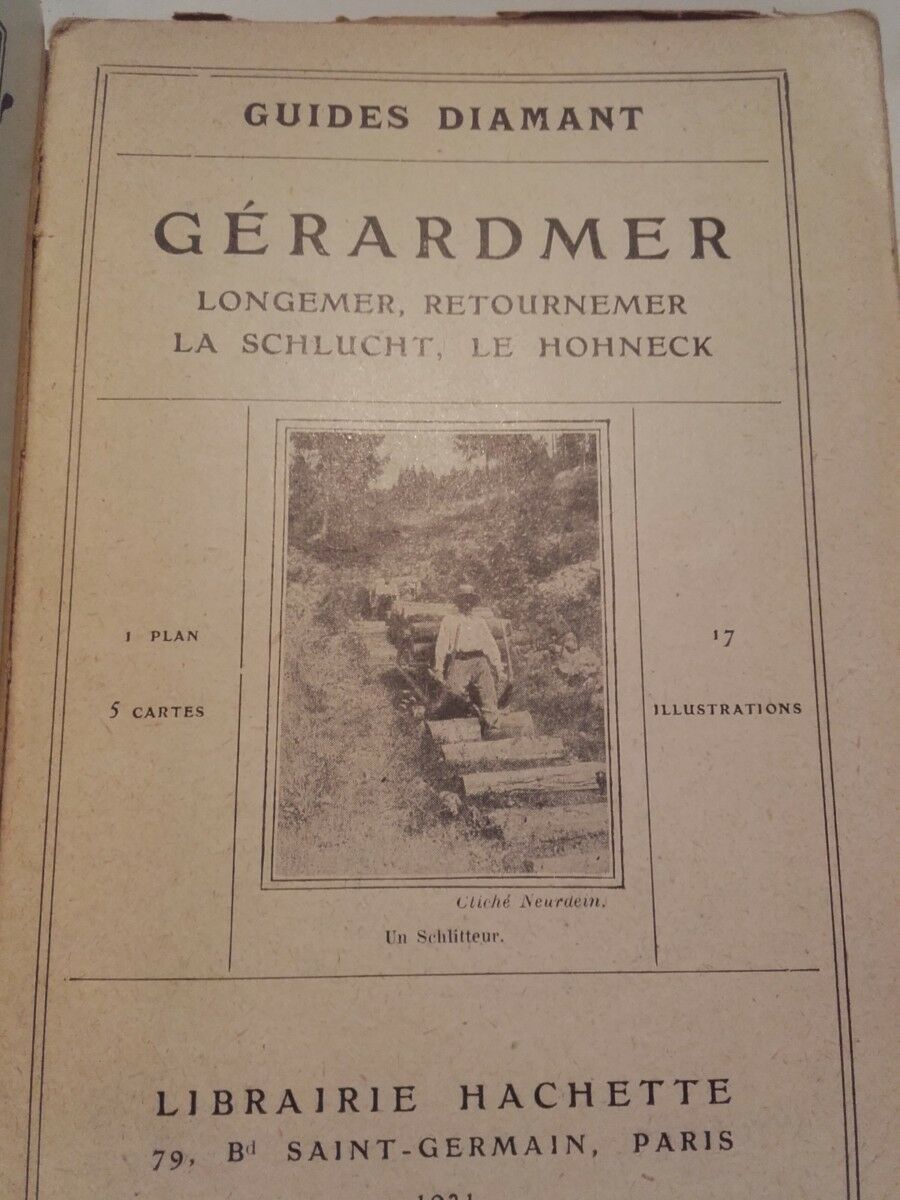 GUIDES DIAMANT
GÉRARDMER
LONGEMER, RETOURNEMER
LA SCHLUCHT, LE HOHNECK
1 PLAN
5 CARTES
17
ILLUSTRATIONS
Cliché Neurdein.
Un Schlitteur.
LIBRAIRIE HACHETTE
79, Bd SAINT-GERMAIN, PARIS